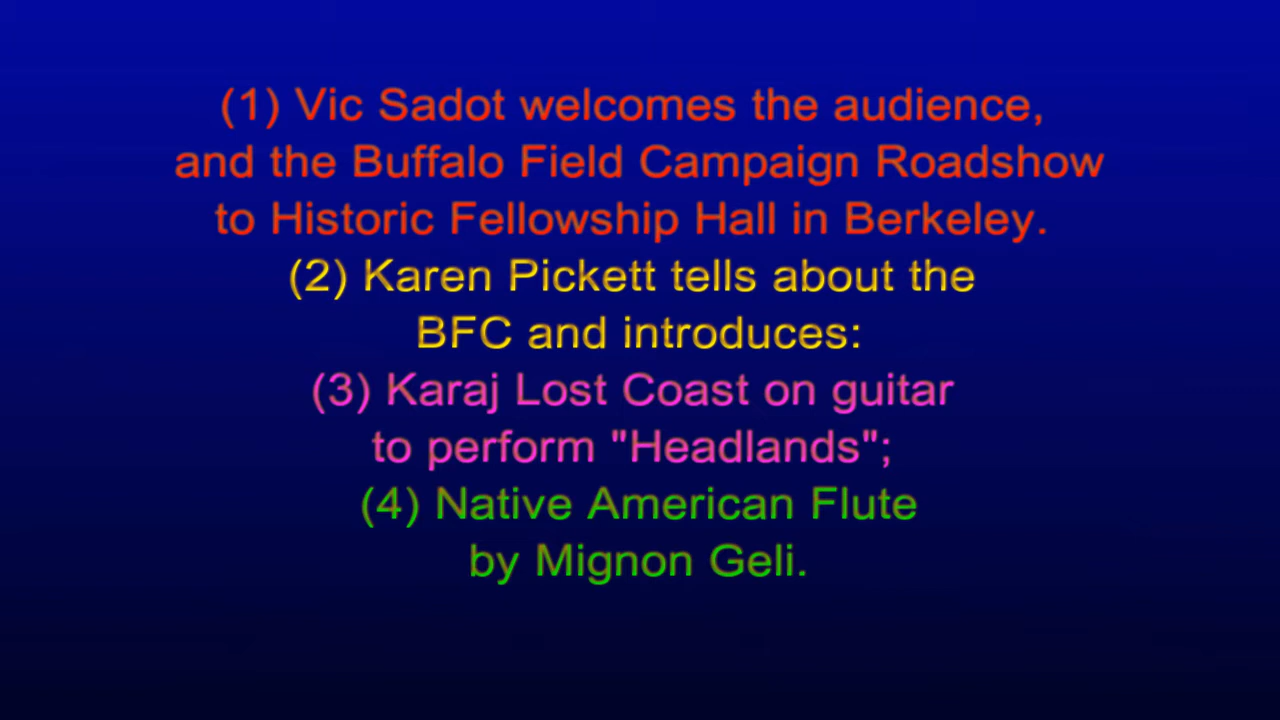 (1) Vic Sadot welcomes the audience,
and the Buffalo Field Campaign Roadshow
to Historic Fellowship Hall in Berkeley.
(2) Karen Pickett tells about the
BFC and introduces:
(3) Karaj Lost Coast on guitar
to perform "Headlands";
(4) Native American Flute
by Mignon Geli.